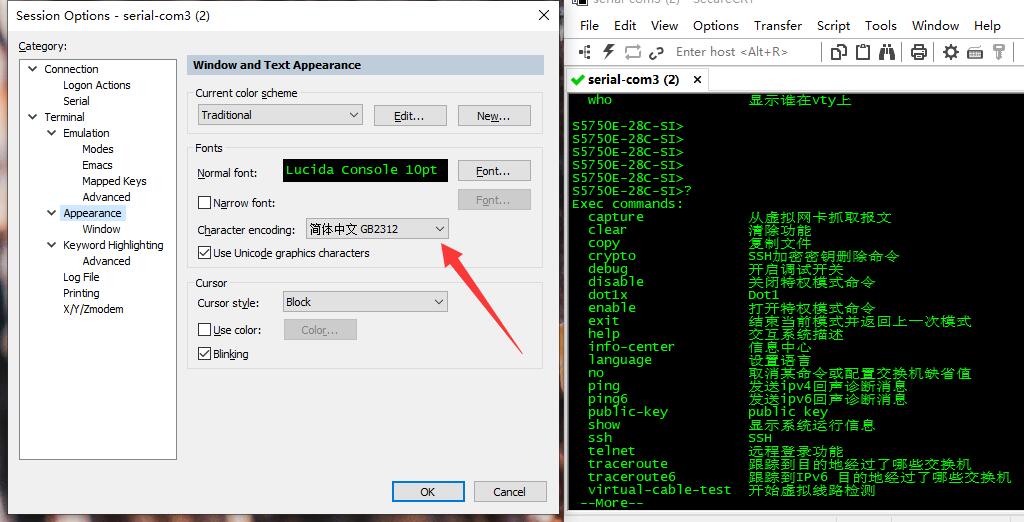 Session Options - serial-com3 (2)
Category:
Connection
Logon Actions
Serial
Terminal
Emulation
Modes
Emacs
Mapped Keys
Advanced
Appearance
Window
Keyword Highlighting
Advanced
Log File
Printing
X/Y/Zmodem
Window and Text Appearance
Current color scheme
Traditional
Edit...
New...
Fonts
Normal font:
Lucida Console 10pt
Font...
Narrow font:
Font...
Character encoding:
简体中文 GB2312
Use Unicode graphics characters
Cursor
Cursor style:
Block
Use color:
Color...
Blinking
OK
Cancel
serial-com3 (2) - SecureCRT
File Edit View Options Transfer Script Tools Window Help
Enter host <Alt+R>
serial-com3 (2)
who 显示谁在vty上
S5750E-28C-SI>
S5750E-28C-SI>
S5750E-28C-SI>
S5750E-28C-SI>
S5750E-28C-SI>
S5750E-28C-SI>?
Exec commands:
capture 从虚拟网卡抓取报文
clear 清除功能
copy 复制文件
crypto SSH加密密钥删除命令
debug 开启调试开关
disable 关闭特权模式命令
dot1x Dot1
enable 打开特权模式命令
exit 结束当前模式并返回上一次模式
help 交互系统描述
info-center 信息中心
language 设置语言
no 取消某命令或配置交换机缺省值
ping 发送ipv4回声诊断消息
ping6 发送ipv6回声诊断消息
public-key public key
show 显示系统运行信息
ssh SSH
telnet 远程登录功能
traceroute 跟踪到目的地经过了哪些交换机
traceroute6 跟踪到IPv6 目的地经过了哪些交换机
virtual-cable-test 开始虚拟线路检测
--More--